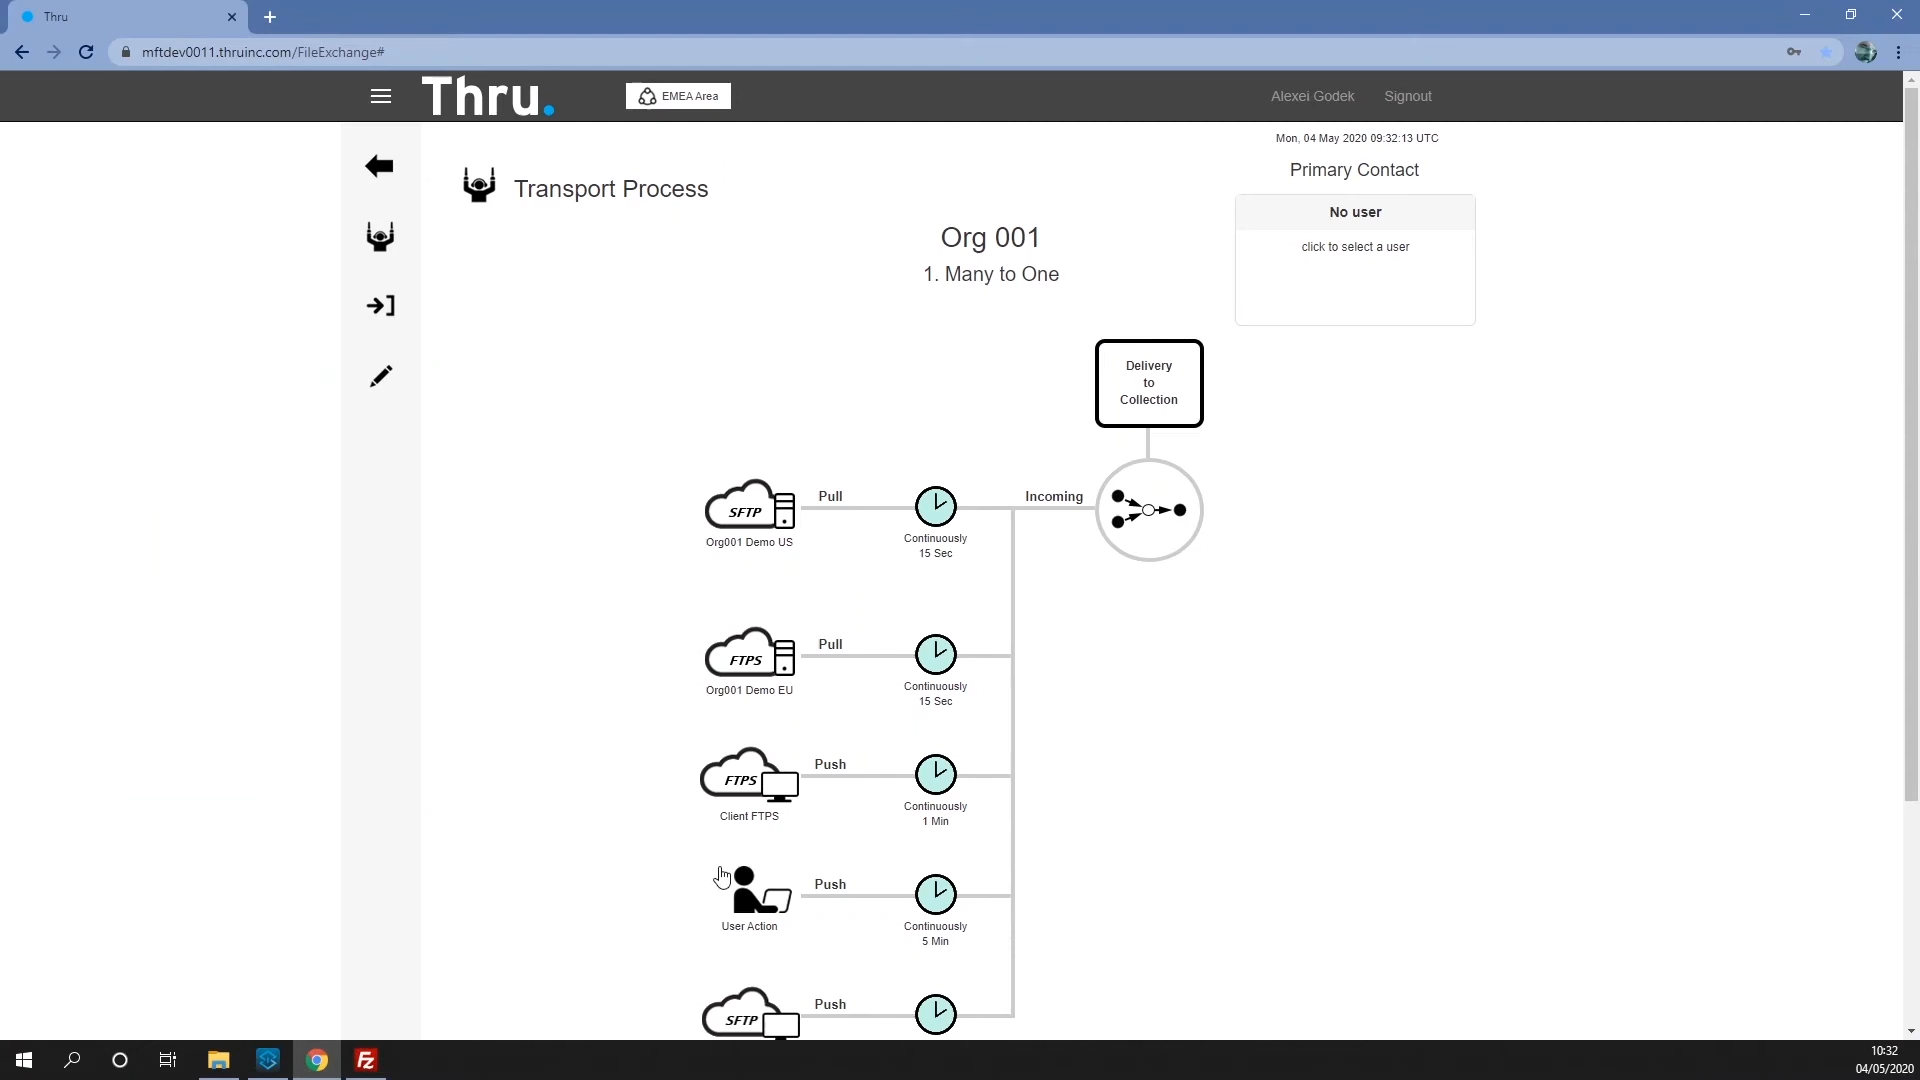 Thru
mftdev0011.thruinc.com/FileExchange#
Thru.
EMEA Area
Alexei Godek
Signout
Mon, 04 May 2020 09:32:13 UTC
Transport Process
Primary Contact
No user
click to select a user
Org 001
1. Many to One
Delivery
to
Collection
SFTP
Org001 Demo US
Pull
Continuously
15 Sec
Incoming
FTPS
Org001 Demo EU
Pull
Continuously
15 Sec
FTPS
Client FTPS
Push
Continuously
1 Min
User Action
Push
Continuously
5 Min
SFTP
Push
Fz
10:32
04/05/2020